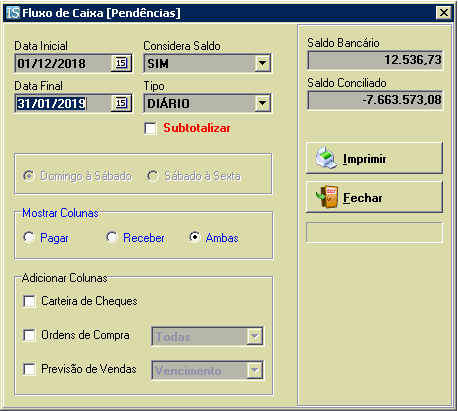 IS Fluxo de Caixa [Pendências]
Data Inicial Considera Saldo
01/12/2018 15 SIM
Data Final Tipo
31/01/2019 15 DIÁRIO
Subtotalizar
Domingo à Sábado Sábado à Sexta
Mostrar Colunas
Pagar Receber Ambas
Adicionar Colunas
Carteira de Cheques
Ordens de Compra Todas
Previsão de Vendas Vencimento
Saldo Bancário
12.536,73
Saldo Conciliado
-7.663.573,08
Imprimir
EXIT Fechar